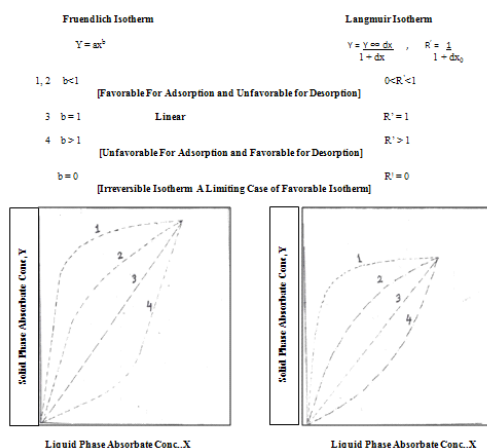 Fruendlich Isotherm Langmuir Isotherm
Y = ax^b Y = Y∞ dx / 1 + dx , R' = 1 / 1 + dx₀
1, 2 b<1 0<R'<1
[Favorable For Adsorption and Unfavorable for Desorption]
3 b = 1 Linear R' = 1
4 b > 1 R' > 1
[Unfavorable For Adsorption and Favorable for Desorption]
b = 0 R' = 0
[Irreversible Isotherm A Limiting Case of Favorable Isotherm]
Solid Phase Absorbate Conc, Y
1
2
3
4
Liquid Phase Absorbate Conc.,X
Solid Phase Absorbate Conc, Y
1
2
3
4
Liquid Phase Absorbate Conc.,X